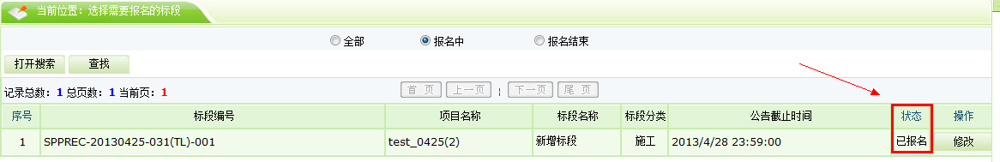 当前位置：选择需要报名的标段
全部 报名中 报名结束
打开搜索 查找
记录总数：1 总页数：1 当前页：1 首 页 上一页 ¦ 下一页 尾 页
序号 标段编号 项目名称 标段名称 标段分类 公告截止时间 状态 操作
1 SPPREC-20130425-031(TL)-001 test_0425(2) 新增标段 施工 2013/4/28 23:59:00 已报名 修改